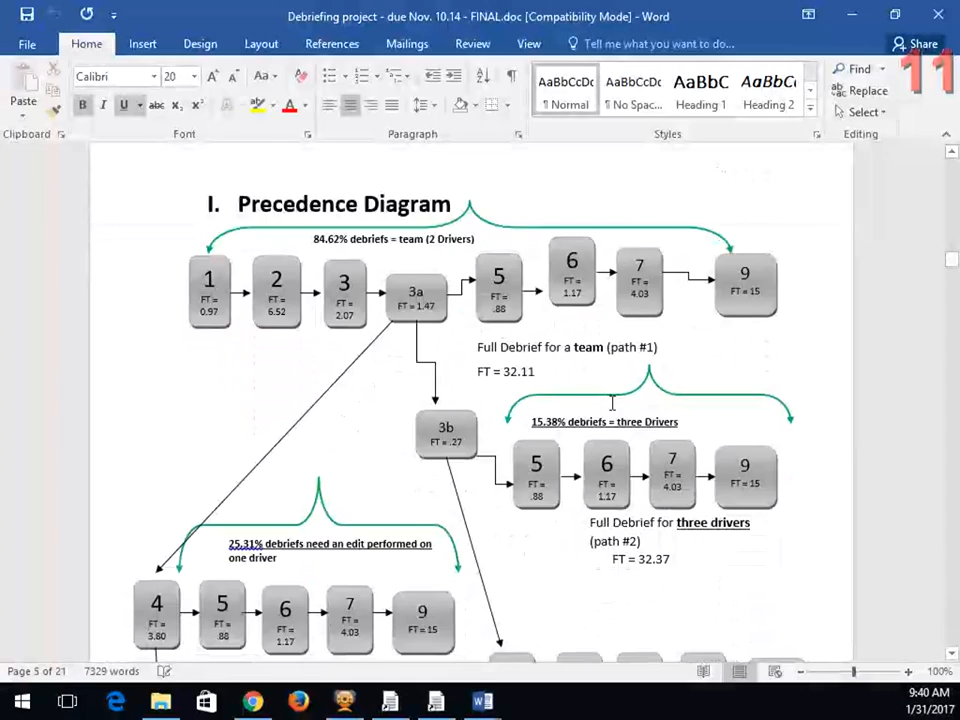 Debriefing project - due Nov. 10.14 - FINAL.doc [Compatibility Mode] - Word
File Home Insert Design Layout References Mailings Review View Tell me what you want to do... Share
11
Calibri 20 Aa
Paste
B I U abc x₂ x²
AaBbCcDc AaBbCcDc AaBbC AaBbCc
¶ Normal ¶ No Spac... Heading 1 Heading 2
Find
Replace
Select
Clipboard Font Paragraph Styles Editing
I. Precedence Diagram
84.62% debriefs = team (2 Drivers)
1
FT =
0.97
2
FT =
6.52
3
FT =
2.07
3a
FT = 1.47
5
FT =
.88
6
FT =
1.17
7
FT =
4.03
9
FT = 15
Full Debrief for a team (path #1)
FT = 32.11
3b
FT = .27
15.38% debriefs = three Drivers
5
FT =
.88
6
FT =
1.17
7
FT =
4.03
9
FT = 15
Full Debrief for three drivers
(path #2)
FT = 32.37
25.31% debriefs need an edit performed on
one driver
4
FT =
3.60
5
FT =
.88
6
FT =
1.17
7
FT =
4.03
9
FT = 15
Page 5 of 21 7329 words
100%
9:40 AM
1/31/2017